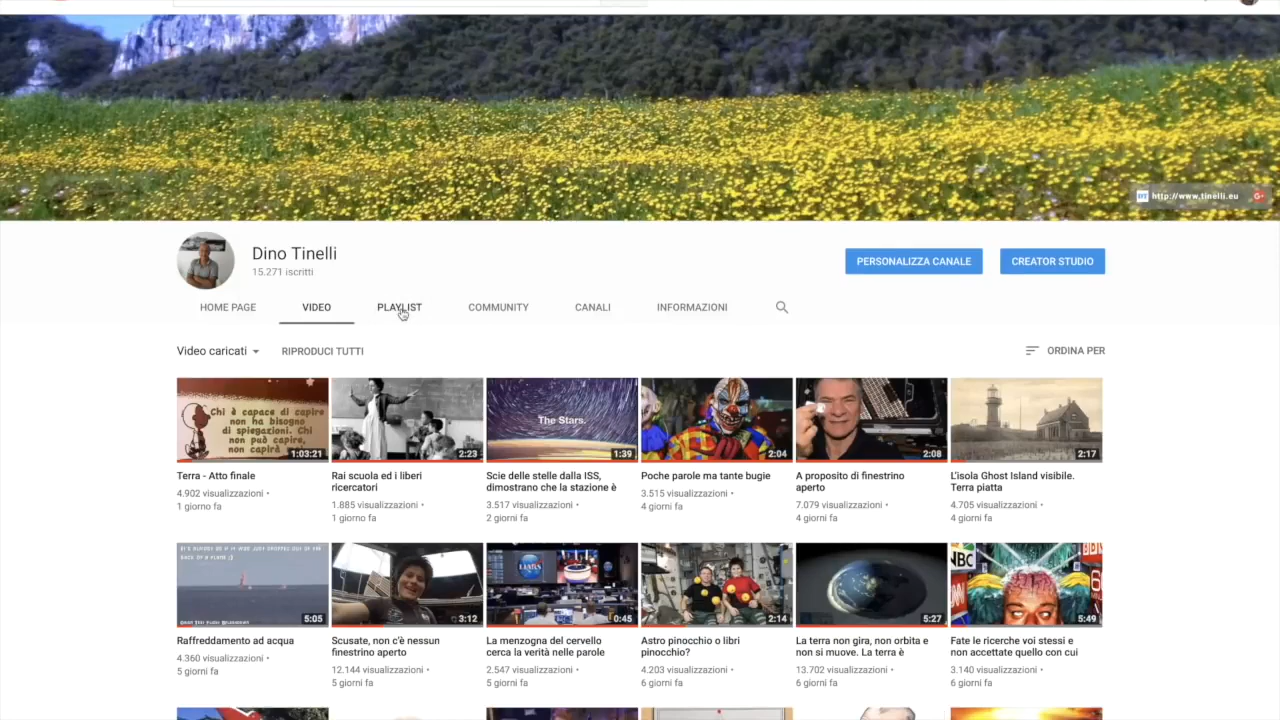 http://www.tinelli.eu
G+
Dino Tinelli
15.271 iscritti
PERSONALIZZA CANALE
CREATOR STUDIO
HOME PAGE
VIDEO
PLAYLIST
COMMUNITY
CANALI
INFORMAZIONI
Video caricati
RIPRODUCI TUTTI
ORDINA PER
Chi è capace di capire
non ha bisogno
di spiegazioni. Chi
non può capire,
non capirà
1:03:21
2:23
The Stars.
1:39
2:04
2:08
2:17
Terra - Atto finale
4.902 visualizzazioni •
1 giorno fa
Rai scuola ed i liberi
ricercatori
1.885 visualizzazioni •
1 giorno fa
Scie delle stelle dalla ISS,
dimostrano che la stazione è
3.517 visualizzazioni •
2 giorni fa
Poche parole ma tante bugie
3.515 visualizzazioni •
4 giorni fa
A proposito di finestrino
aperto
7.079 visualizzazioni •
4 giorni fa
L'isola Ghost Island visibile.
Terra piatta
4.705 visualizzazioni •
4 giorni fa
5:05
3:12
LIARS
0:45
2:14
5:27
NBC
5:49
Raffreddamento ad acqua
4.360 visualizzazioni •
5 giorni fa
Scusate, non c'è nessun
finestrino aperto
12.144 visualizzazioni •
5 giorni fa
La menzogna del cervello
cerca la verità nelle parole
2.547 visualizzazioni •
5 giorni fa
Astro pinocchio o libri
pinocchio?
4.203 visualizzazioni •
6 giorni fa
La terra non gira, non orbita e
non si muove. La terra è
13.702 visualizzazioni •
6 giorni fa
Fate le ricerche voi stessi e
non accettate quello con cui
3.140 visualizzazioni •
6 giorni fa